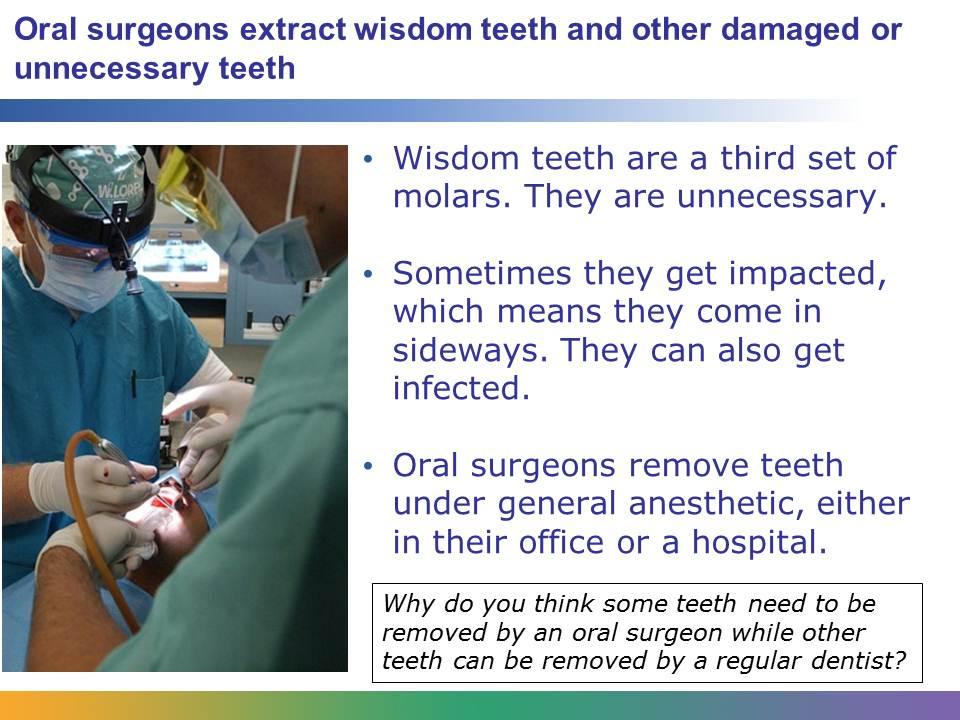 Oral surgeons extract wisdom teeth and other damaged or
unnecessary teeth
W.LOREN
• Wisdom teeth are a third set of
molars. They are unnecessary.
• Sometimes they get impacted,
which means they come in
sideways. They can also get
infected.
• Oral surgeons remove teeth
under general anesthetic, either
in their office or a hospital.
Why do you think some teeth need to be
removed by an oral surgeon while other
teeth can be removed by a regular dentist?